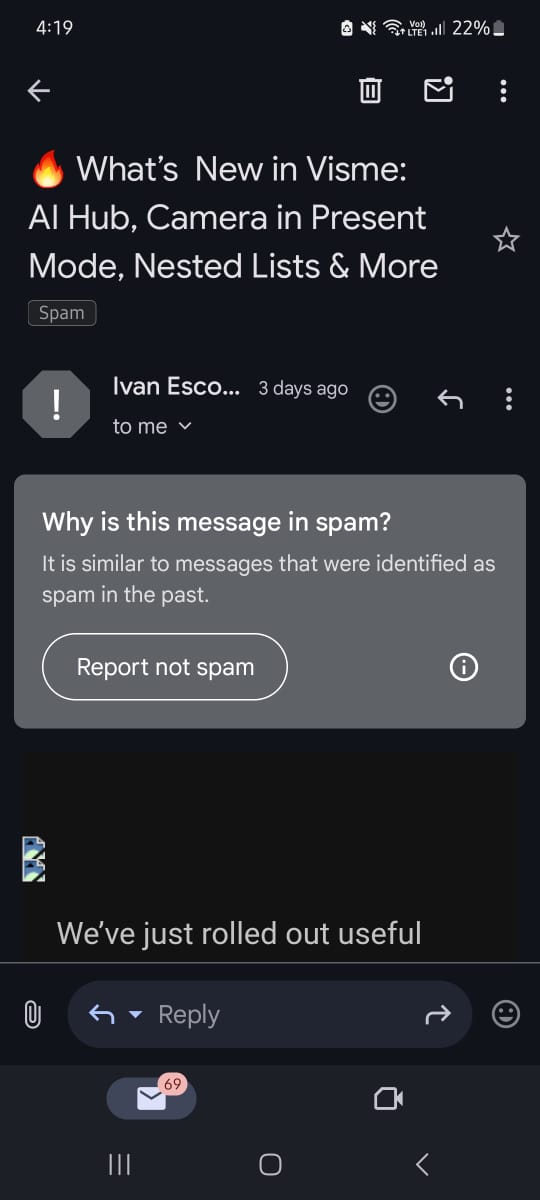 4:19
Vo))
LTE1
22%
🔥 What's  New in Visme:
AI Hub, Camera in Present
Mode, Nested Lists & More
Spam
!
Ivan Esco... 3 days ago
to me
Why is this message in spam?
It is similar to messages that were identified as
spam in the past.
Report not spam
We've just rolled out useful
Reply
69